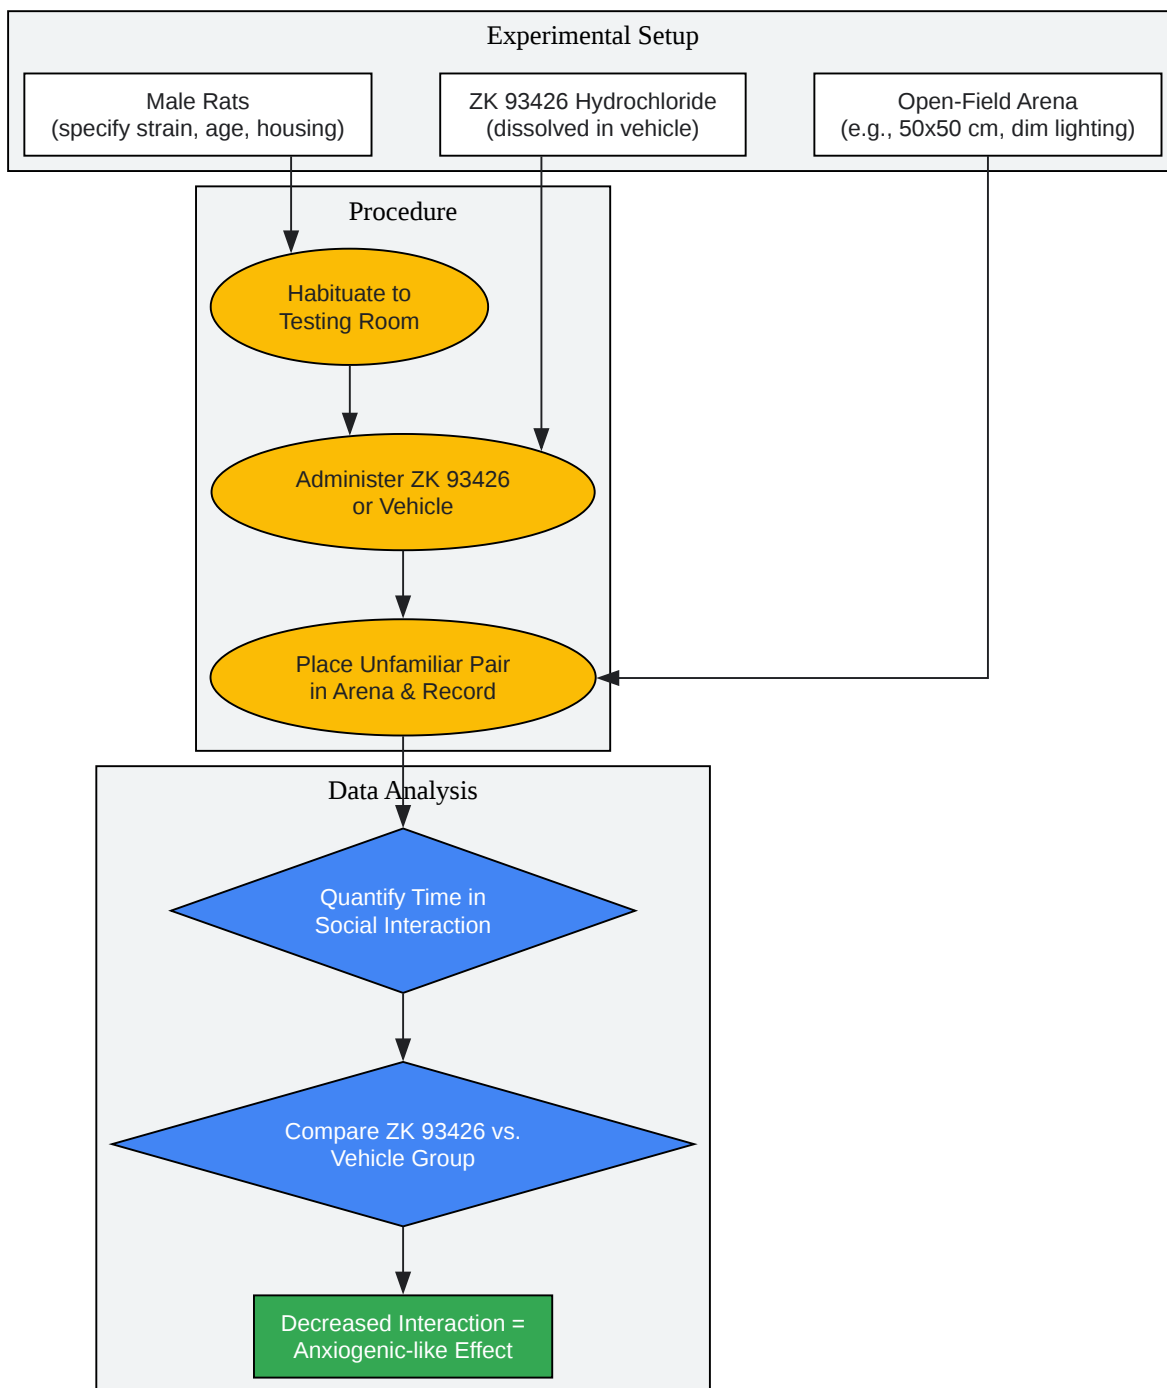 Experimental Setup
Male Rats
(specify strain, age, housing)
ZK 93426 Hydrochloride
(dissolved in vehicle)
Open-Field Arena
(e.g., 50x50 cm, dim lighting)
Procedure
Habituate to
Testing Room
Administer ZK 93426
or Vehicle
Place Unfamiliar Pair
in Arena & Record
Data Analysis
Quantify Time in
Social Interaction
Compare ZK 93426 vs.
Vehicle Group
Decreased Interaction =
Anxiogenic-like Effect